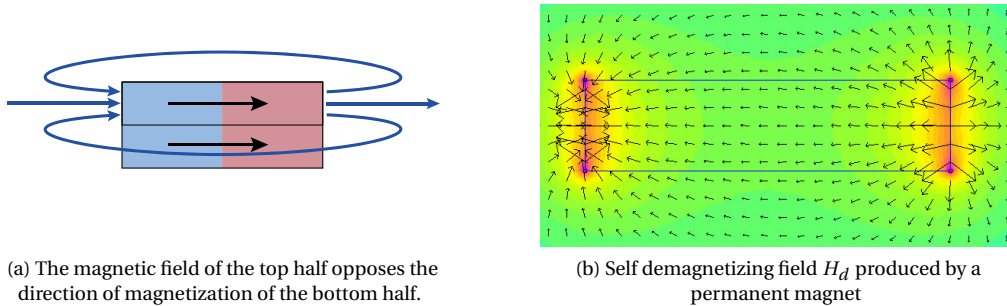 (a) The magnetic field of the top half opposes the
direction of magnetization of the bottom half.
(b) Self demagnetizing field H_d produced by a
permanent magnet